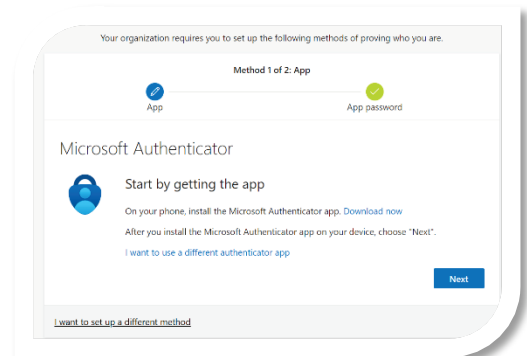 Your organization requires you to set up the following methods of proving who you are.
Method 1 of 2: App
App
App password
Microsoft Authenticator
Start by getting the app
On your phone, install the Microsoft Authenticator app. Download now
After you install the Microsoft Authenticator app on your device, choose "Next".
I want to use a different authenticator app
Next
I want to set up a different method